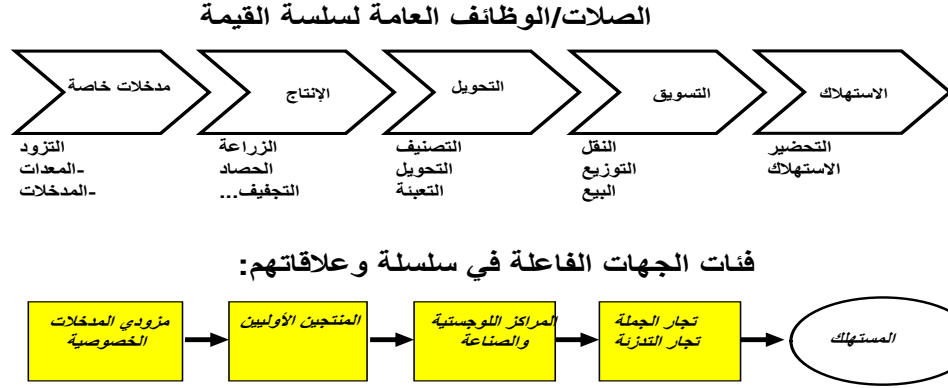 الصلات/الوظائف العامة لسلسة القيمة
مدخلات خاصة
الإنتاج
التحويل
التسويق
الاستهلاك
التزود
-المعدات
-المدخلات
الزراعة
الحصاد
التجفيف...
التصنيف
التحويل
التعبئة
النقل
التوزيع
البيع
التحضير
الاستهلاك
فئات الجهات الفاعلة في سلسلة وعلاقاتهم:
مزودي المدخلات
الخصوصية
المنتجين الأوليين
المراكز اللوجستية
والصناعة
تجار الجملة
تجار التدزنة
المستهلك